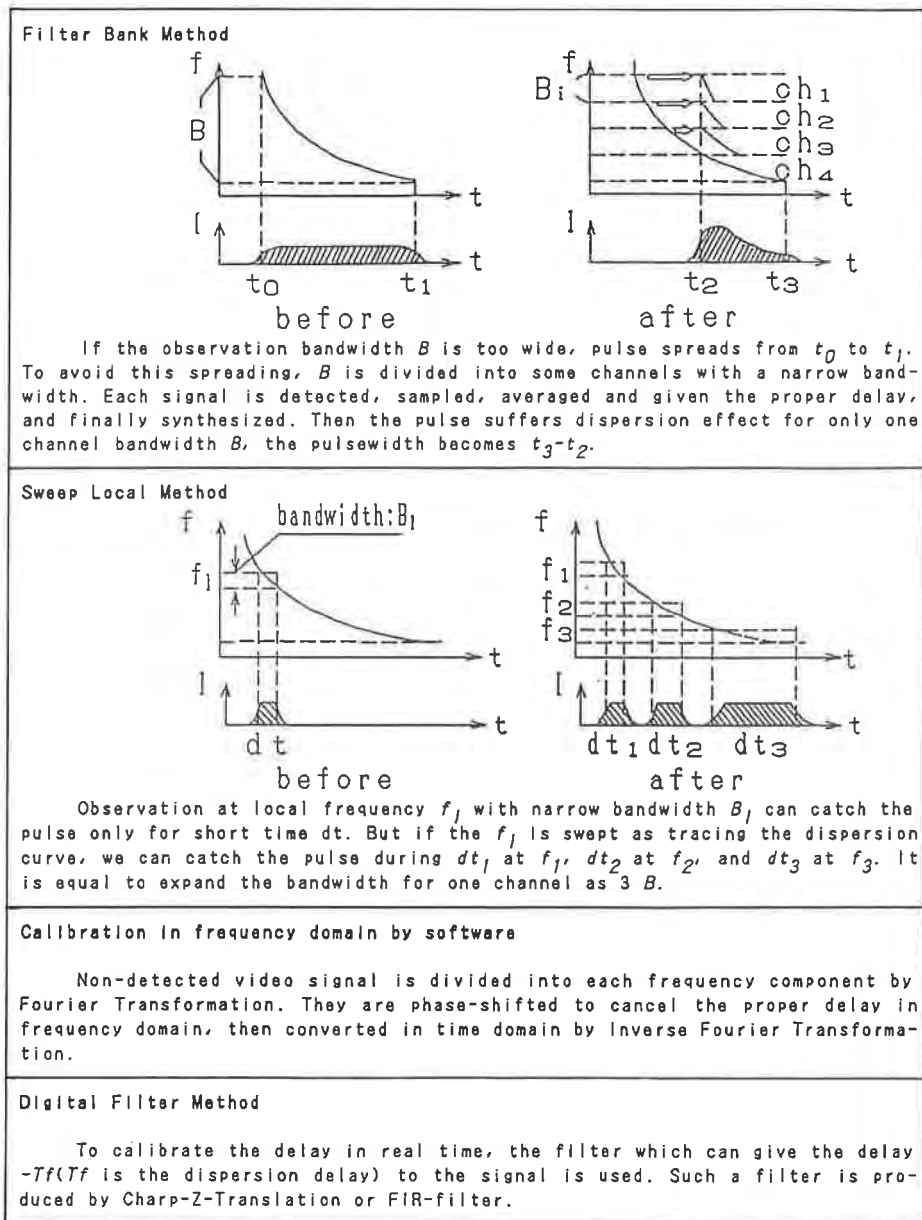 Filter Bank Method
f
B
t
I
t
t0 t1
before
f
Bi
ch1
ch2
ch3
ch4
t
I
t
t2 t3
after
If the observation bandwidth B is too wide, pulse spreads from t0 to t1.
To avoid this spreading, B is divided into some channels with a narrow band-
width. Each signal is detected, sampled, averaged and given the proper delay,
and finally synthesized. Then the pulse suffers dispersion effect for only one
channel bandwidth B, the pulsewidth becomes t3-t2.
Sweep Local Method
f
bandwidth:B1
f1
t
I
t
dt
before
f
f1
f2
f3
t
I
t
dt1 dt2 dt3
after
Observation at local frequency f1 with narrow bandwidth B1 can catch the
pulse only for short time dt. But if the f1 is swept as tracing the dispersion
curve, we can catch the pulse during dt1 at f1, dt2 at f2, and dt3 at f3. It
is equal to expand the bandwidth for one channel as 3 B.
Calibration in frequency domain by software
Non-detected video signal is divided into each frequency component by
Fourier Transformation. They are phase-shifted to cancel the proper delay in
frequency domain, then converted in time domain by Inverse Fourier Transforma-
tion.
Digital Filter Method
To calibrate the delay in real time, the filter which can give the delay
-Tf(Tf is the dispersion delay) to the signal is used. Such a filter is pro-
duced by Charp-Z-Translation or FIR-filter.